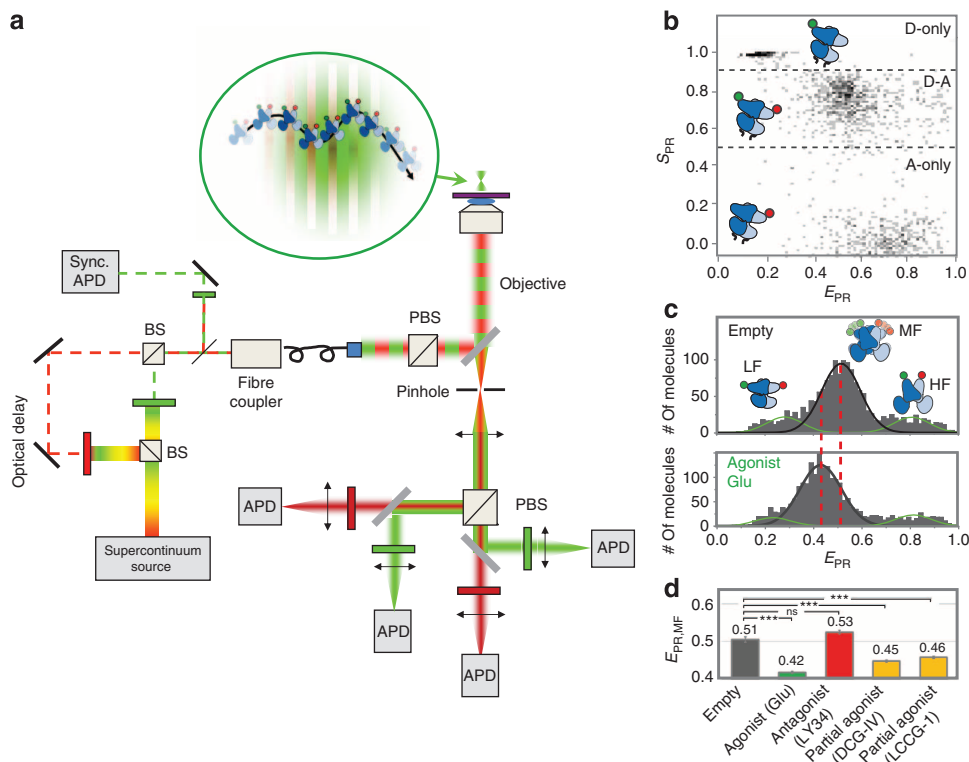 a
Sync.
APD
BS
Optical delay
BS
Supercontinuum
source
Fibre
coupler
PBS
Objective
Pinhole
PBS
APD
APD
APD
APD
b
S_PR
1.0
0.8
0.6
0.4
0.2
0.0
D-only
D-A
A-only
0.0 0.2 0.4 0.6 0.8 1.0
E_PR
c
# Of molecules
100
50
0
Empty
LF
MF
HF
# Of molecules
100
50
0
Agonist
Glu
0.0 0.2 0.4 0.6 0.8 1.0
E_PR
d
E_PR,MF
0.6
0.5
0.4
***
***
ns
***
0.51
0.42
0.53
0.45
0.46
Empty
Agonist (Glu)
Antagonist
(LY34)
Partial agonist
(DCG-IV)
Partial agonist
(LCCG-1)